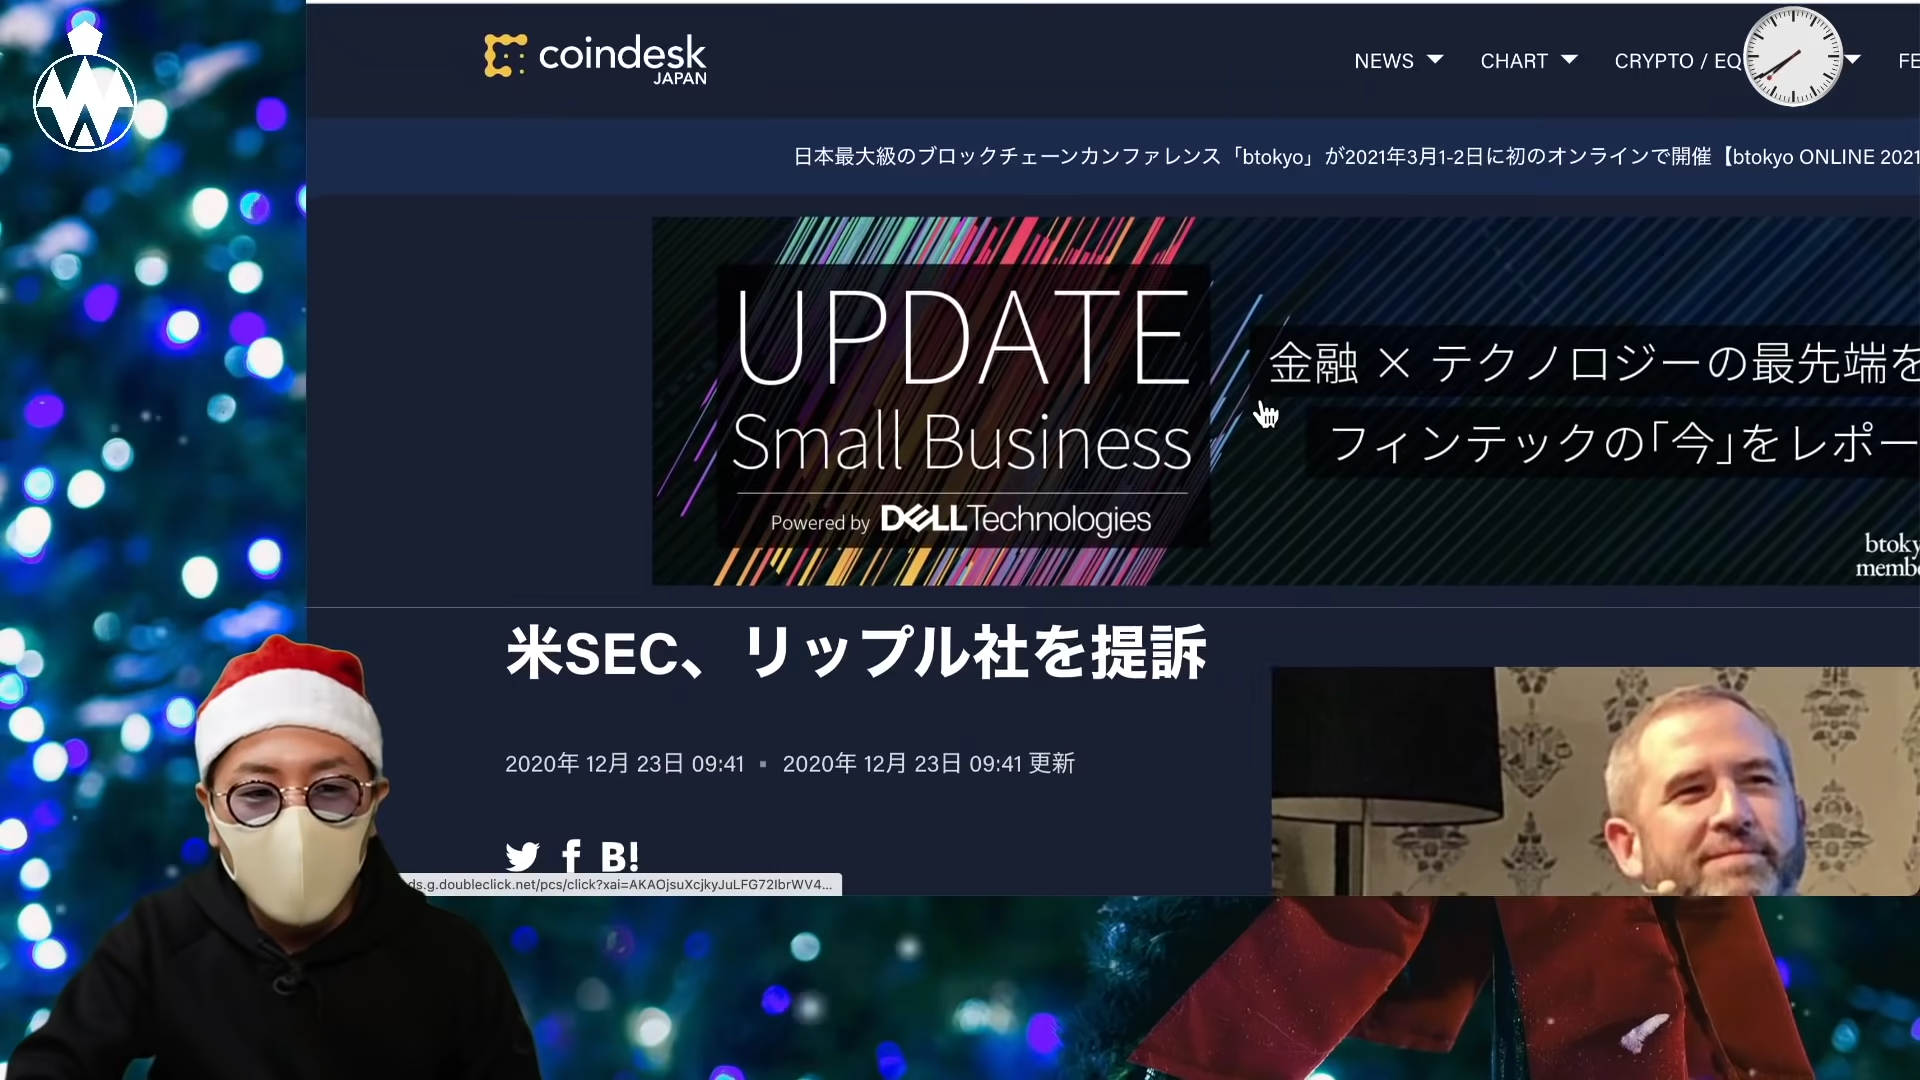 coindesk
JAPAN
NEWS
CHART
CRYPTO / EQ
FE
日本最大級のブロックチェーンカンファレンス「btokyo」が2021年3月1-2日に初のオンラインで開催【btokyo ONLINE 2021
UPDATE
Small Business
Powered by DELLTechnologies
金融 × テクノロジーの最先端を
フィンテックの「今」をレポー
btoky
membe
米SEC、リップル社を提訴
2020年 12月 23日 09:41 ▪ 2020年 12月 23日 09:41 更新
B!
ds.g.doubleclick.net/pcs/click?xai=AKAOjsuXcjkyJuLFG72IbrWV4...